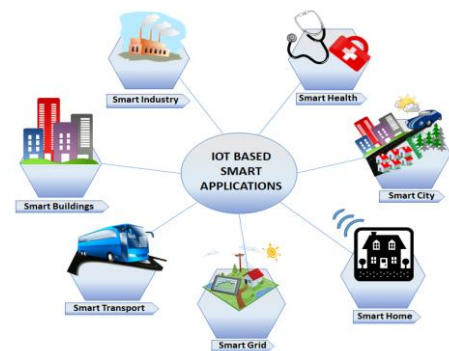 Smart Industry
Smart Health
IOT BASED
SMART
APPLICATIONS
Smart Buildings
Smart City
Smart Transport
Smart Grid
Smart Home